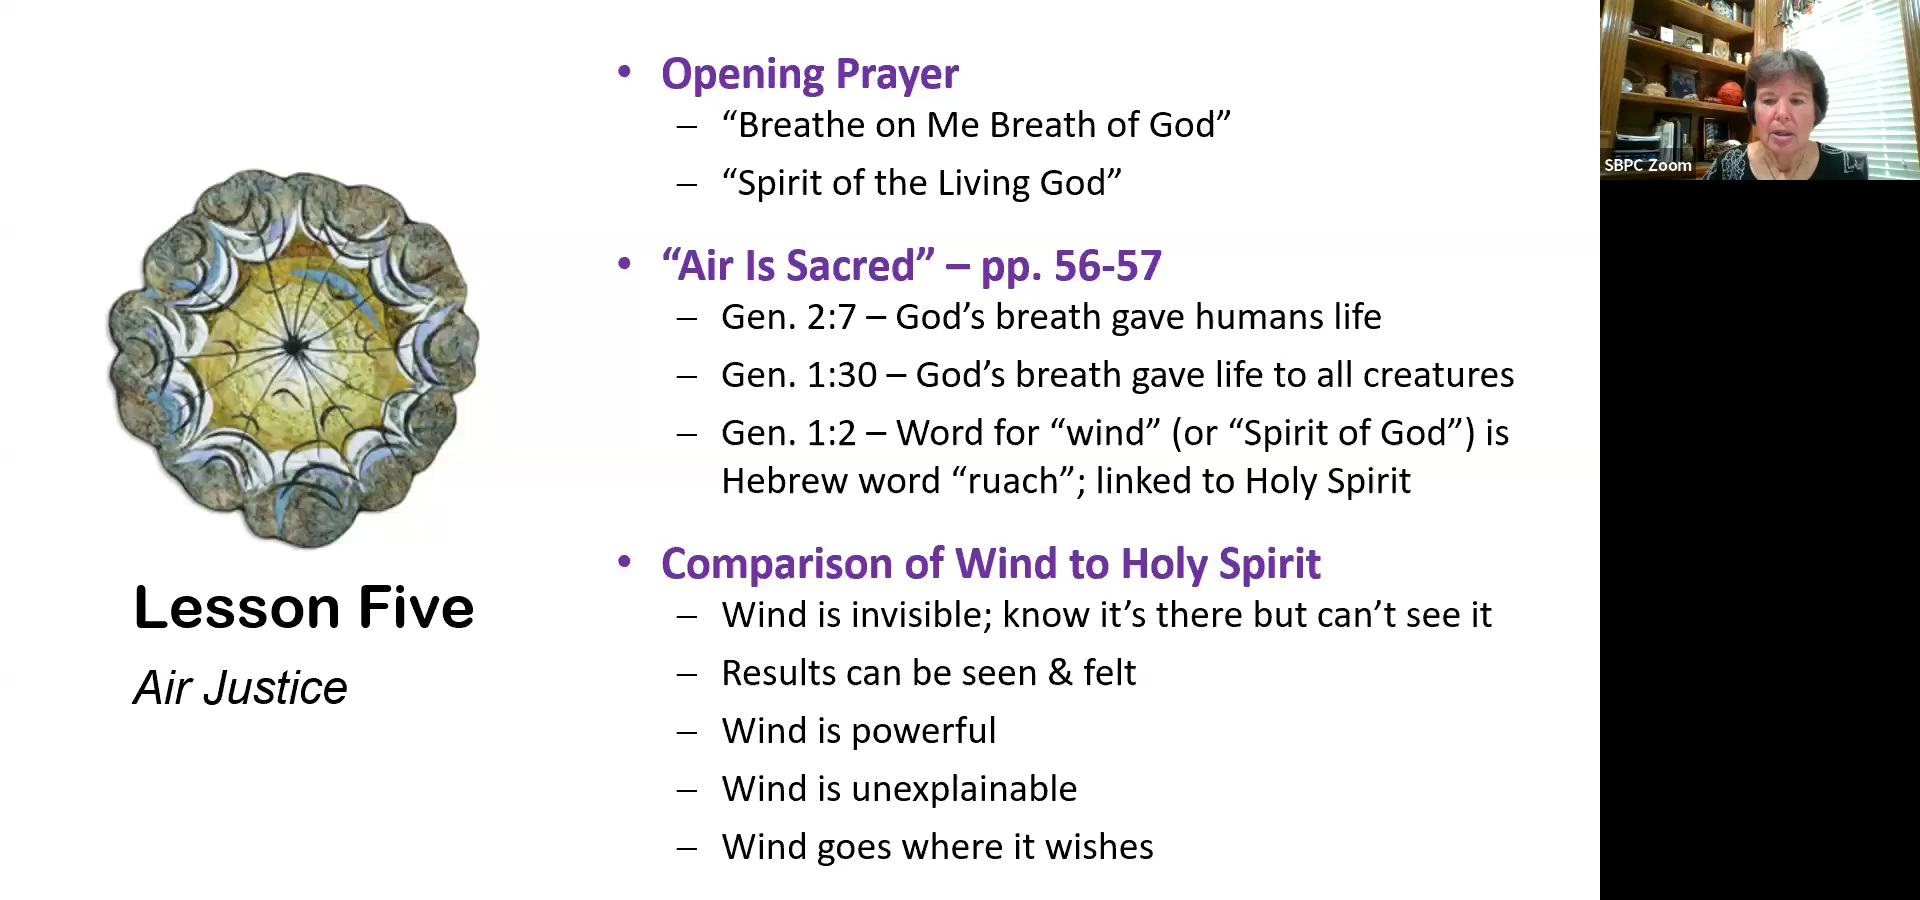 Lesson Five
Air Justice
• Opening Prayer
– “Breathe on Me Breath of God”
– “Spirit of the Living God”
• “Air Is Sacred” – pp. 56-57
– Gen. 2:7 – God’s breath gave humans life
– Gen. 1:30 – God’s breath gave life to all creatures
– Gen. 1:2 – Word for “wind” (or “Spirit of God”) is
Hebrew word “ruach”; linked to Holy Spirit
• Comparison of Wind to Holy Spirit
– Wind is invisible; know it’s there but can’t see it
– Results can be seen & felt
– Wind is powerful
– Wind is unexplainable
– Wind goes where it wishes
SBPC Zoom